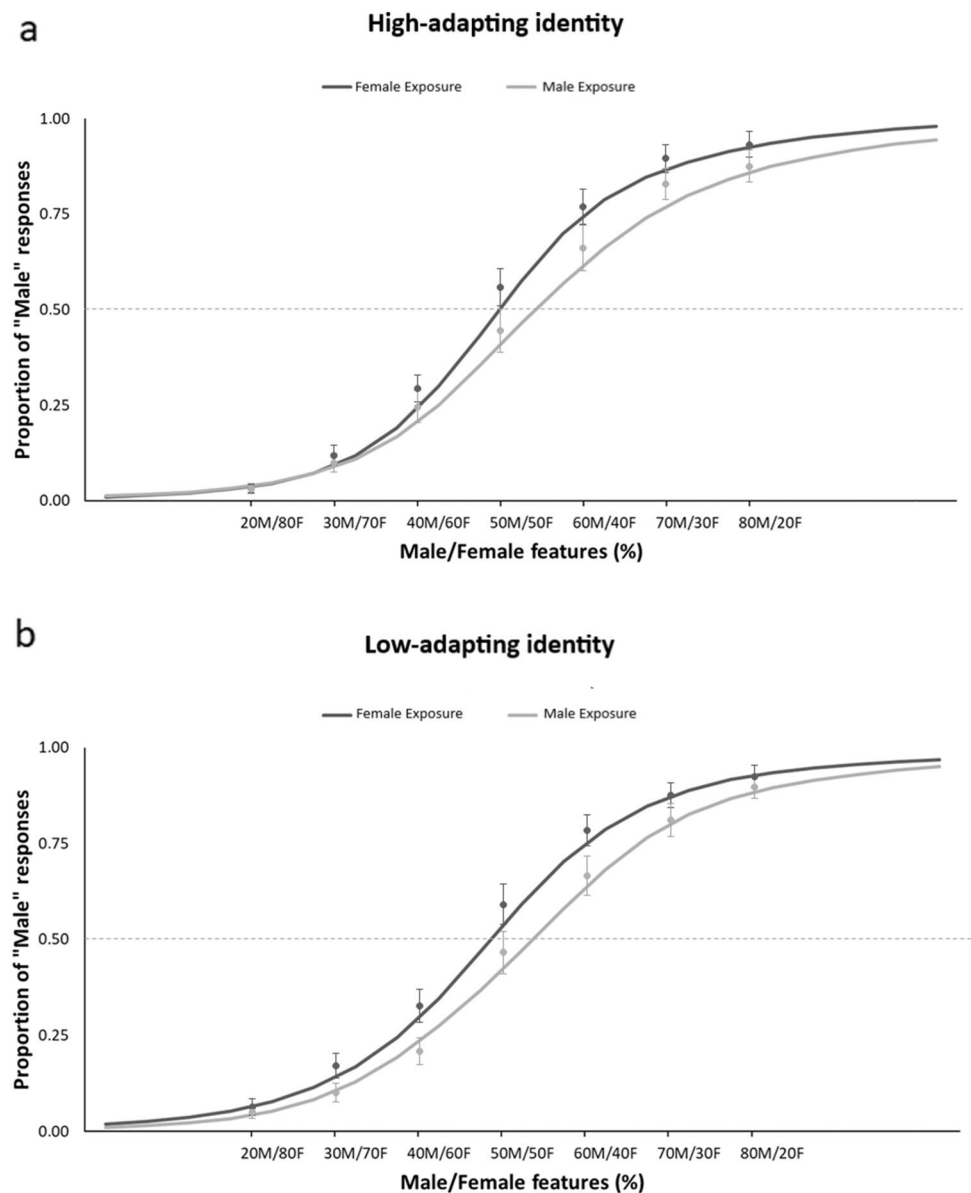 a
High-adapting identity
Female Exposure Male Exposure
Proportion of "Male" responses
1.00
0.75
0.50
0.25
0.00
20M/80F 30M/70F 40M/60F 50M/50F 60M/40F 70M/30F 80M/20F
Male/Female features (%)
b
Low-adapting identity
Female Exposure Male Exposure
Proportion of "Male" responses
1.00
0.75
0.50
0.25
0.00
20M/80F 30M/70F 40M/60F 50M/50F 60M/40F 70M/30F 80M/20F
Male/Female features (%)